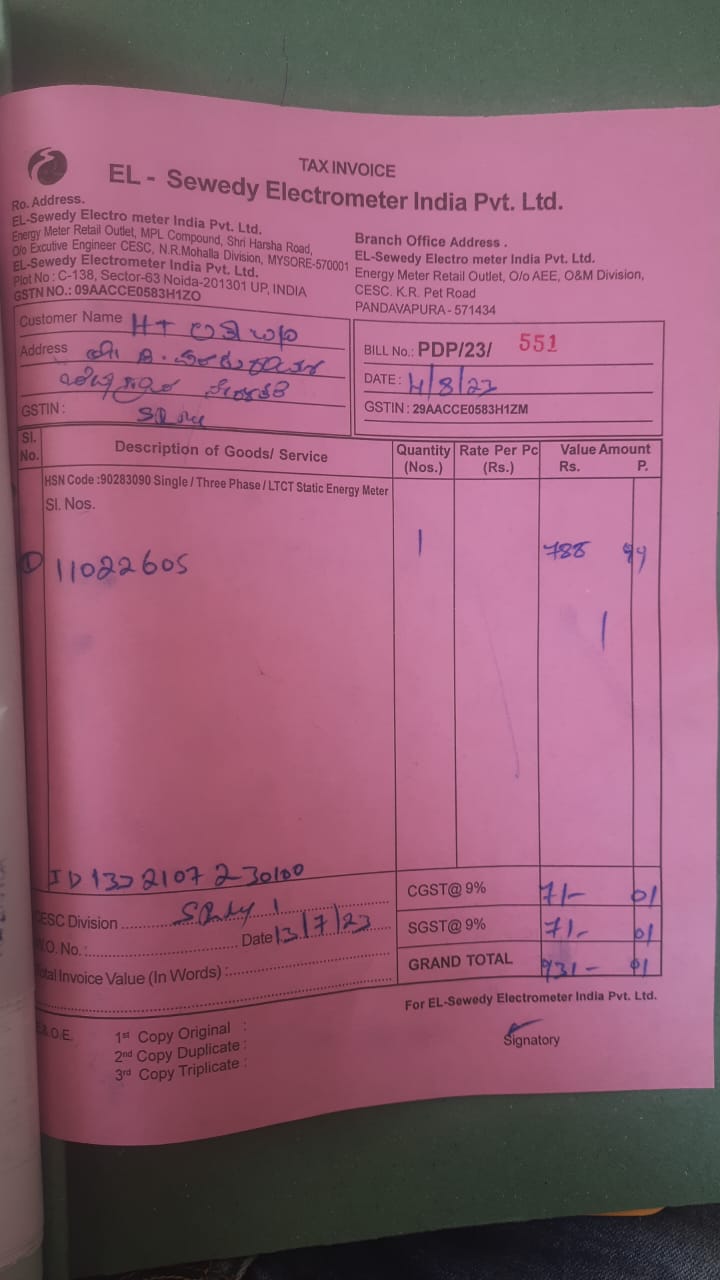 TAX INVOICE
EL - Sewedy Electrometer India Pvt. Ltd.
Ro. Address.
EL-Sewedy Electro meter India Pvt. Ltd.
Energy Meter Retail Outlet, MPL Compound, Shri Harsha Road,
O/o Excutive Engineer CESC, N.R.Mohalla Division, MYSORE-570001
EL-Sewedy Electrometer India Pvt. Ltd.
Plot No : C-138, Sector-63 Noida-201301 UP, INDIA
GSTN NO.: 09AACCE0583H1ZO
Branch Office Address .
EL-Sewedy Electro meter India Pvt. Ltd.
Energy Meter Retail Outlet, O/o AEE, O&M Division,
CESC. K.R. Pet Road
PANDAVAPURA - 571434
Customer Name HT
Address
GSTIN :
BILL No.: PDP/23/ 551
DATE : 4/8/23
GSTIN : 29AACCE0583H1ZM
Sl. No. Description of Goods/ Service Quantity (Nos.) Rate Per Pc (Rs.) Value Amount Rs. P.
HSN Code :90283090 Single / Three Phase / LTCT Static Energy Meter
Sl. Nos.
① 11022605 1 788 99
CESC Division
W.O. No.: Date 13/7/23
Total Invoice Value (In Words) :
CGST@ 9% 71/- 01
SGST@ 9% 71/- 01
GRAND TOTAL 931- 01
For EL-Sewedy Electrometer India Pvt. Ltd.
Signatory
E.&.O.E. 1st Copy Original :
2nd Copy Duplicate :
3rd Copy Triplicate :